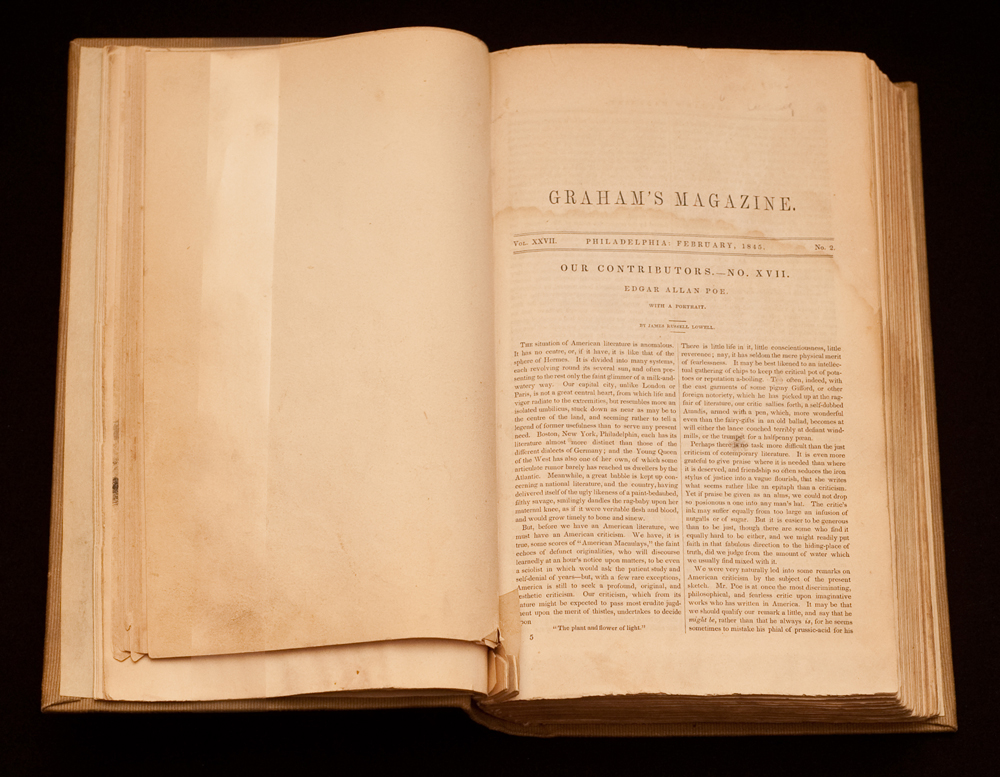 GRAHAM'S MAGAZINE.
VOL. XXVII. PHILADELPHIA: FEBRUARY, 1845. No. 2.
OUR CONTRIBUTORS.—NO. XVII.
EDGAR ALLAN POE.
WITH A PORTRAIT.
BY JAMES RUSSELL LOWELL.
THE situation of American literature is anomalous.
It has no centre, or, if it have, it is like that of the
sphere of Hermes. It is divided into many systems,
each revolving round its several sun, and often pre-
senting to the rest only the faint glimmer of a milk-and-
watery way. Our capital city, unlike London or
Paris, is not a great central heart, from which life and
vigor radiate to the extremities, but resembles more an
isolated umbilicus, stuck down as near as may be to
the centre of the land, and seeming rather to tell a
legend of former usefulness than to serve any present
need. Boston, New York, Philadelphia, each has its
literature almost more distinct than those of the
different dialects of Germany; and the Young Queen
of the West has also one of her own, of which some
articulate rumor barely has reached us dwellers by the
Atlantic. Meanwhile, a great babble is kept up con-
cerning a national literature, and the country, having
delivered itself of the ugly likeness of a paint-bedaubed,
filthy savage, smilingly dandles the rag-baby upon her
maternal knee, as if it were veritable flesh and blood,
and would grow timely to bone and sinew.
But, before we have an American literature, we
must have an American criticism. We have, it is
true, some scores of "American Macaulays," the faint
echoes of defunct originalities, who will discourse
learnedly at an hour's notice upon matters, to be even
a sciolist in which would ask the patient study and
self-denial of years—but, with a few rare exceptions,
America is still to seek a profound, original, and
æsthetic criticism. Our criticism, which from its
nature might be expected to pass most erudite judg-
ment upon the merit of thistles, undertakes to decide
upon
"The plant and flower of light."
5
There is little life in it, little conscientiousness, little
reverence; nay, it has seldom the mere physical merit
of fearlessness. It may be best likened to an intellec-
tual gathering of chips to keep the critical pot of pota-
toes or reputation a-boiling. Too often, indeed, with
the cast garments of some pigmy Gifford, or other
foreign notoriety, which he has picked up at the rag-
fair of literature, our critic sallies forth, a self-dubbed
Amadis, armed with a pen, which, more wonderful
even than the fairy-gifts in an old ballad, becomes at
will either the lance couched terribly at defiant wind-
mills, or the trumpet for a halfpenny pæan.
Perhaps there is no task more difficult than the just
criticism of cotemporary literature. It is even more
grateful to give praise where it is needed than where
it is deserved, and friendship so often seduces the iron
stylus of justice into a vague flourish, that she writes
what seems rather like an epitaph than a criticism.
Yet if praise be given as an alms, we could not drop
so poisonous a one into any man's hat. The critic's
ink may suffer equally from too large an infusion of
nutgalls or of sugar. But it is easier to be generous
than to be just, though there are some who find it
equally hard to be either, and we might readily put
faith in that fabulous direction to the hiding-place of
truth, did we judge from the amount of water which
we usually find mixed with it.
We were very naturally led into some remarks on
American criticism by the subject of the present
sketch. Mr. Poe is at once the most discriminating,
philosophical, and fearless critic upon imaginative
works who has written in America. It may be that
we should qualify our remark a little, and say that he
might be, rather than that he always is, for he seems
sometimes to mistake his phial of prussic-acid for his